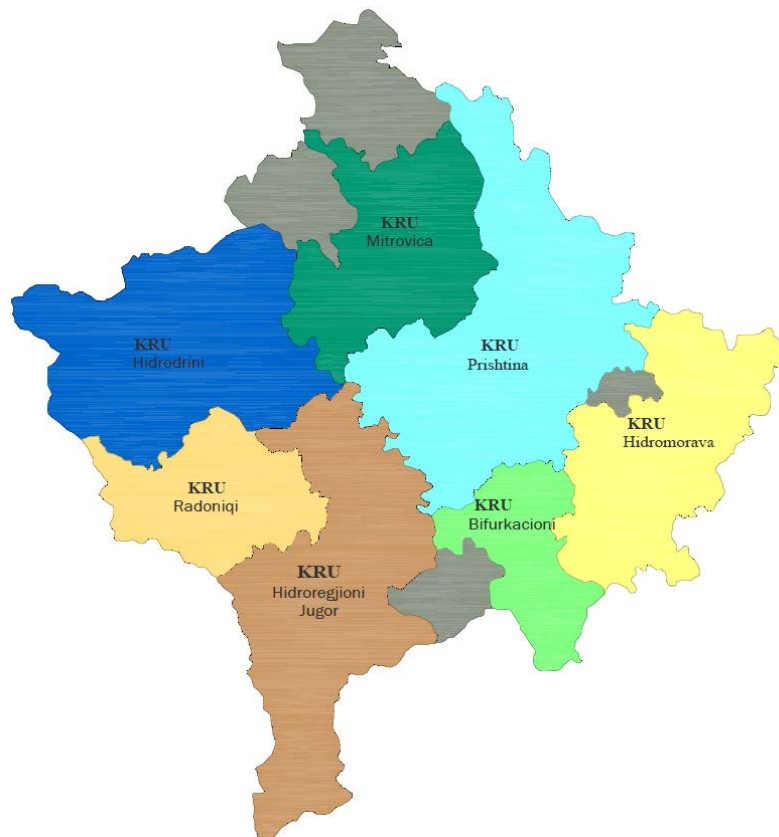 KRU
Mitrovica
KRU
Hidrodrini
KRU
Prishtina
KRU
Hidromorava
KRU
Radoniqi
KRU
Bifurkacioni
KRU
Hidroregjioni
Jugor